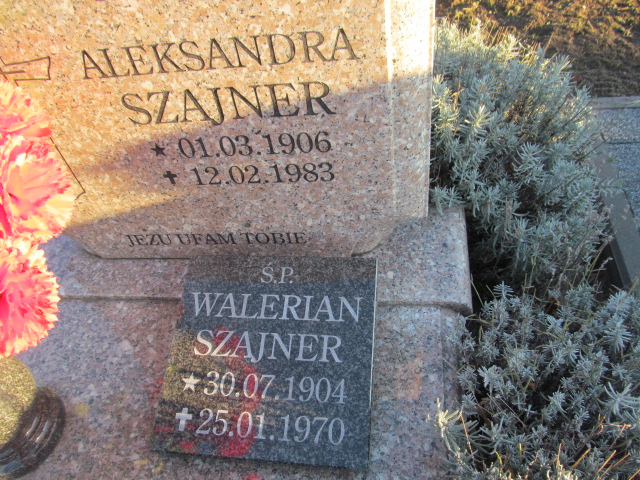 ALEKSANDRA
SZAJNER
★ 01.03.1906
✝ 12.02.1983
JEZU UFAM TOBIE
Ś.P.
WALERIAN
SZAJNER
★ 30.07.1904
✝ 25.01.1970